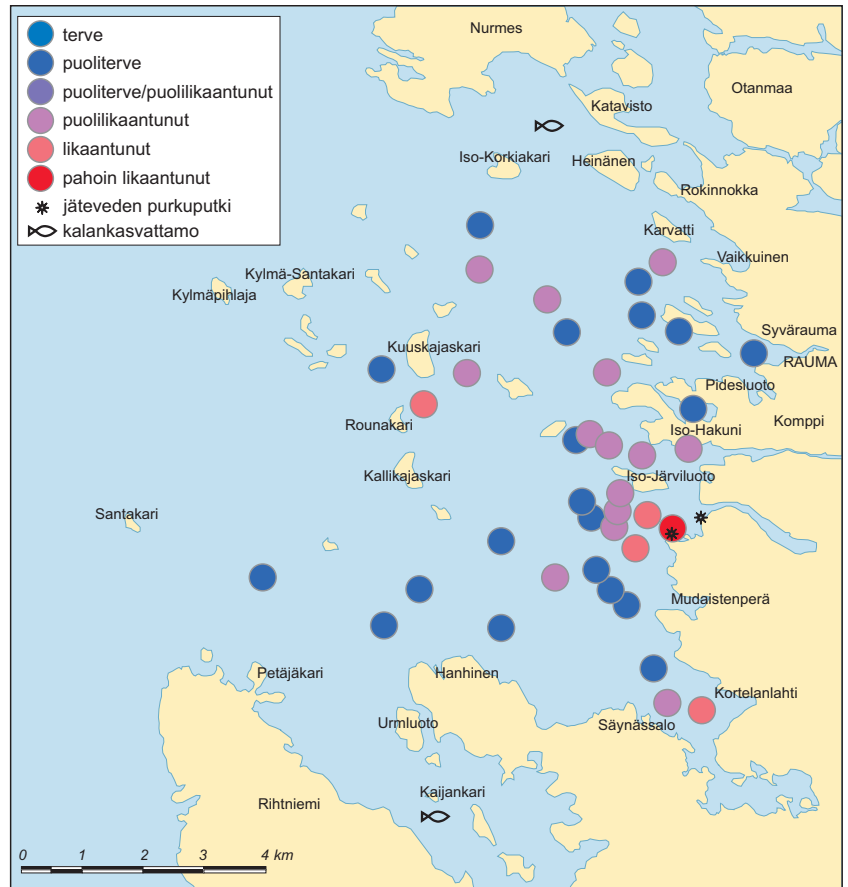 terve
puoliterve
puoliterve/puolilikaantunut
puolilikaantunut
likaantunut
pahoin likaantunut
jäteveden purkuputki
kalankasvattamo
Nurmes
Otanmaa
Katavisto
Iso-Korkiakari
Heinänen
Rokinnokka
Karvatti
Vaikkuinen
Kylmä-Santakari
Kylmäpihlaja
Syvärauma
Kuuskajaskari
RAUMA
Pidesluoto
Rounakari
Iso-Hakuni
Komppi
Kallikajaskari
Iso-Järviluoto
Santakari
Mudaistenperä
Petäjäkari
Hanhinen
Kortelanlahti
Urmluoto
Säynässalo
Kaijankari
Rihtniemi
0 1 2 3 4 km